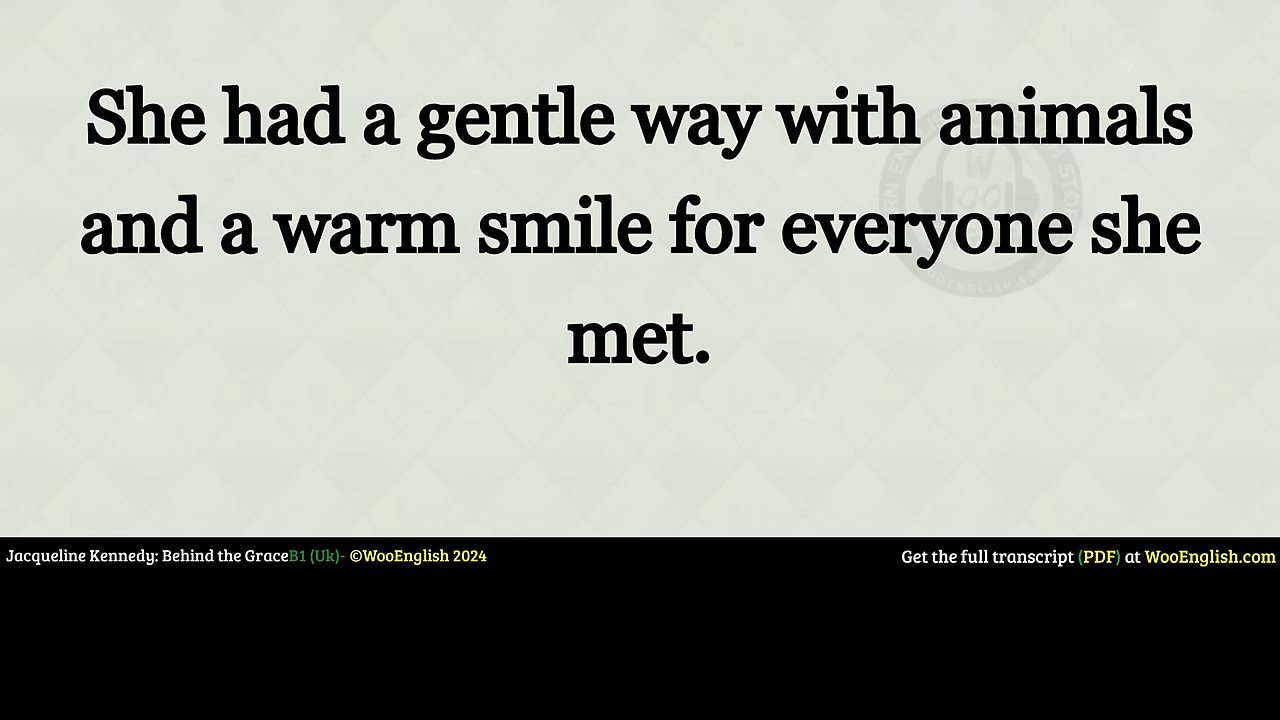 She had a gentle way with animals
and a warm smile for everyone she
met.
Jacqueline Kennedy: Behind the GraceB1 (Uk)- ©WooEnglish 2024
Get the full transcript (PDF) at WooEnglish.com